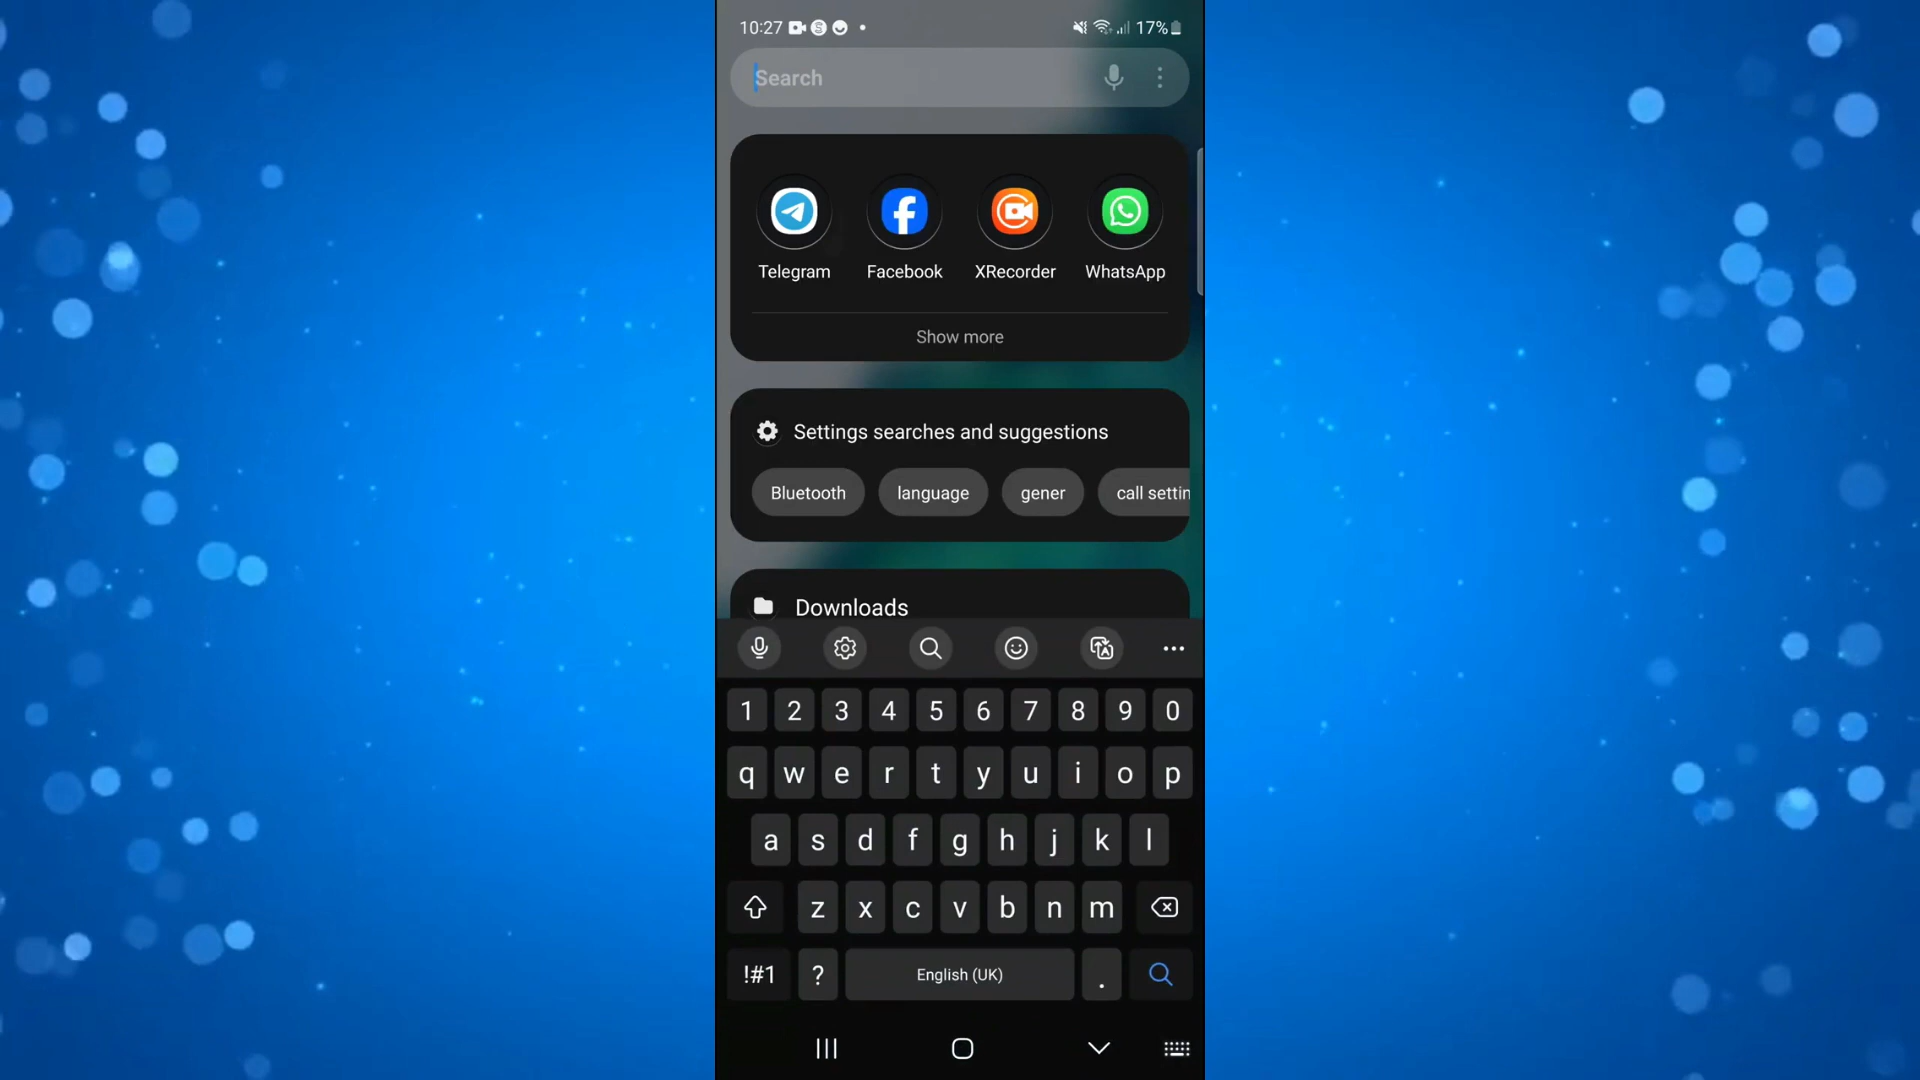 10:27 17%
Search
Telegram Facebook XRecorder WhatsApp
Show more
Settings searches and suggestions
Bluetooth language gener call settin
Downloads
1 2 3 4 5 6 7 8 9 0
q w e r t y u i o p
a s d f g h j k l
z x c v b n m
!#1 ? English (UK) .